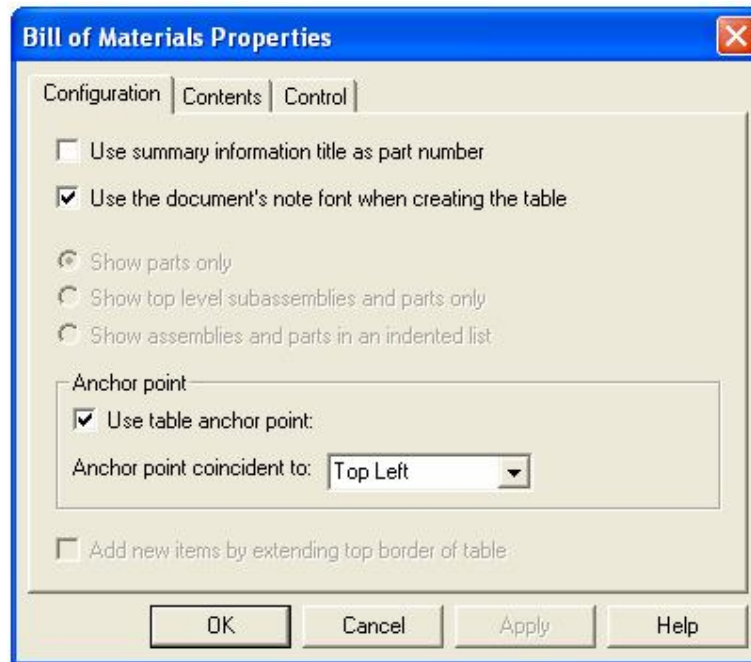 Bill of Materials Properties
Configuration Contents Control
Use summary information title as part number
Use the document's note font when creating the table
Show parts only
Show top level subassemblies and parts only
Show assemblies and parts in an indented list
Anchor point
Use table anchor point:
Anchor point coincident to: Top Left
Add new items by extending top border of table
OK Cancel Apply Help